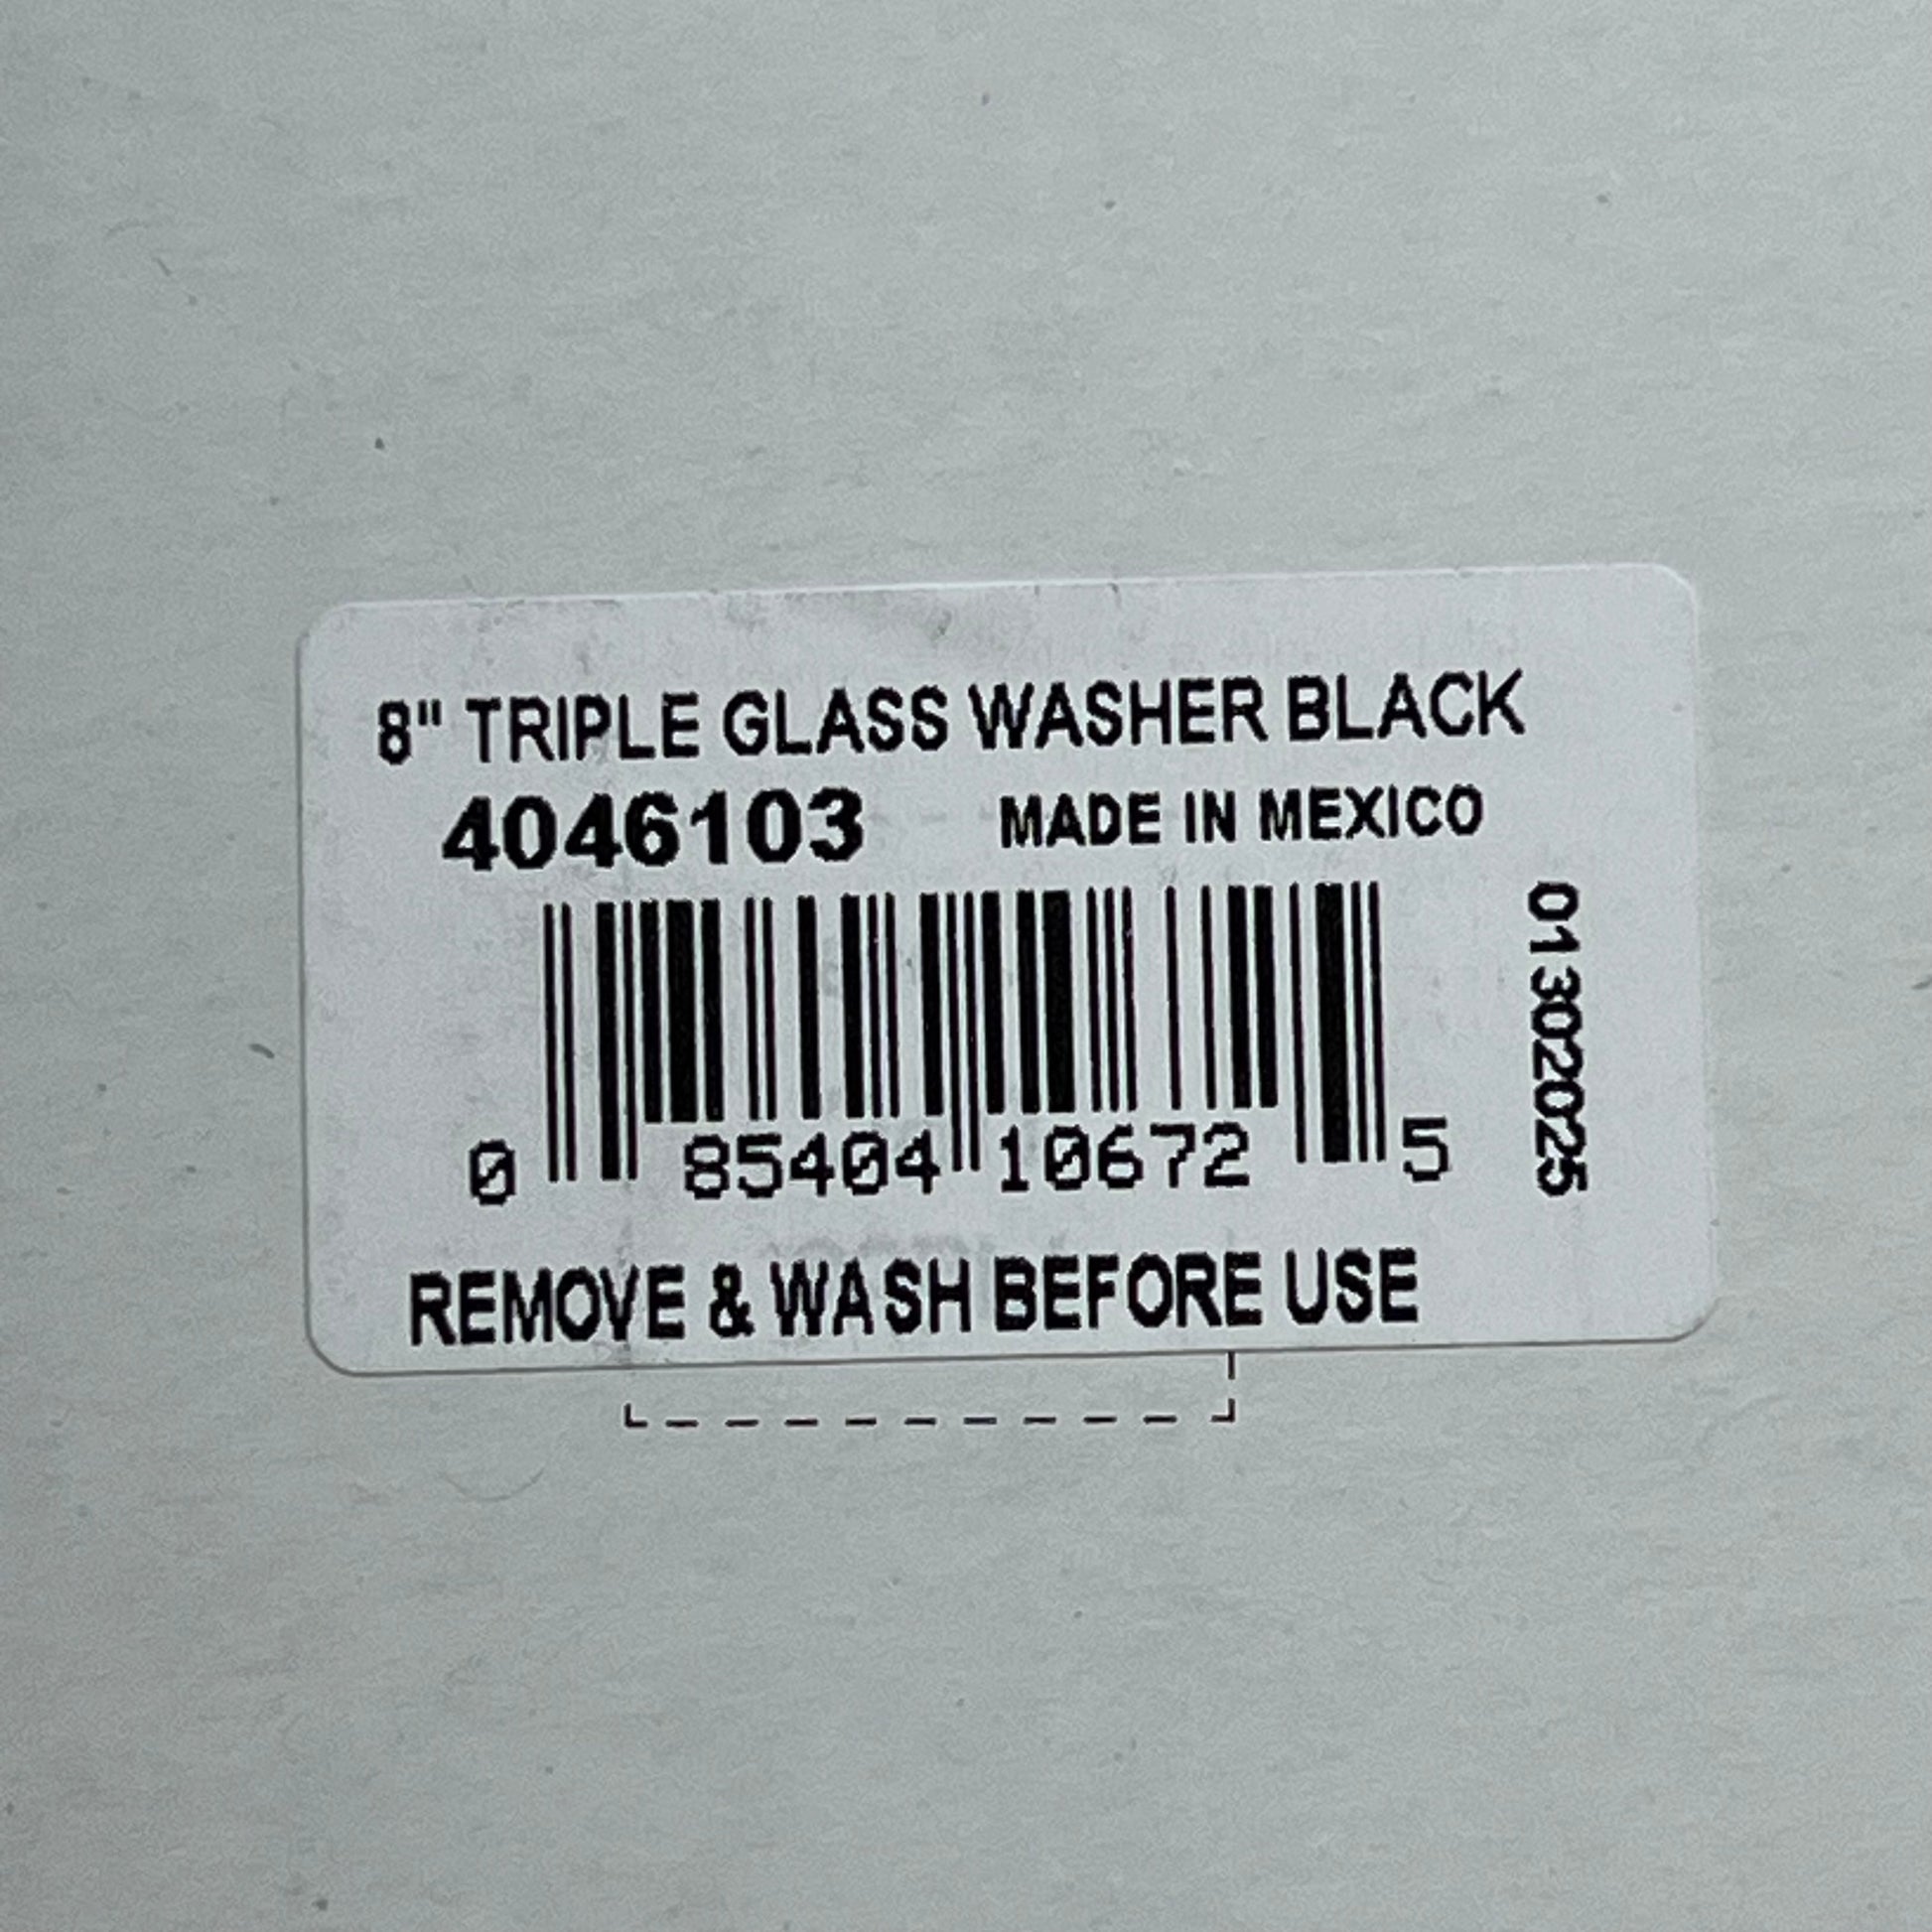 8" TRIPLE GLASS WASHER BLACK
4046103 MADE IN MEXICO
0 85404 10672 5
01302025
REMOVE & WASH BEFORE USE